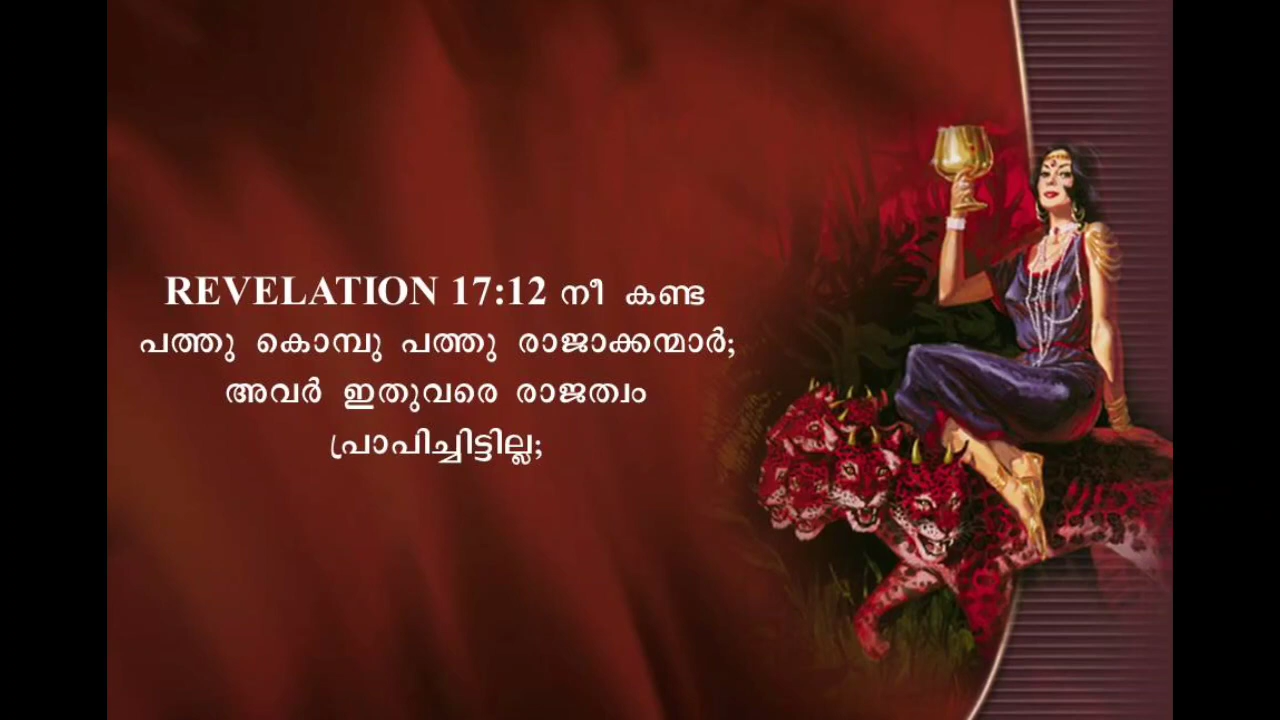 REVELATION 17:12 നീ കണ്ട
പത്തു കൊമ്പു പത്തു രാജാക്കന്മാർ;
അവർ ഇതുവരെ രാജത്വം
പ്രാപിച്ചിട്ടില്ല;